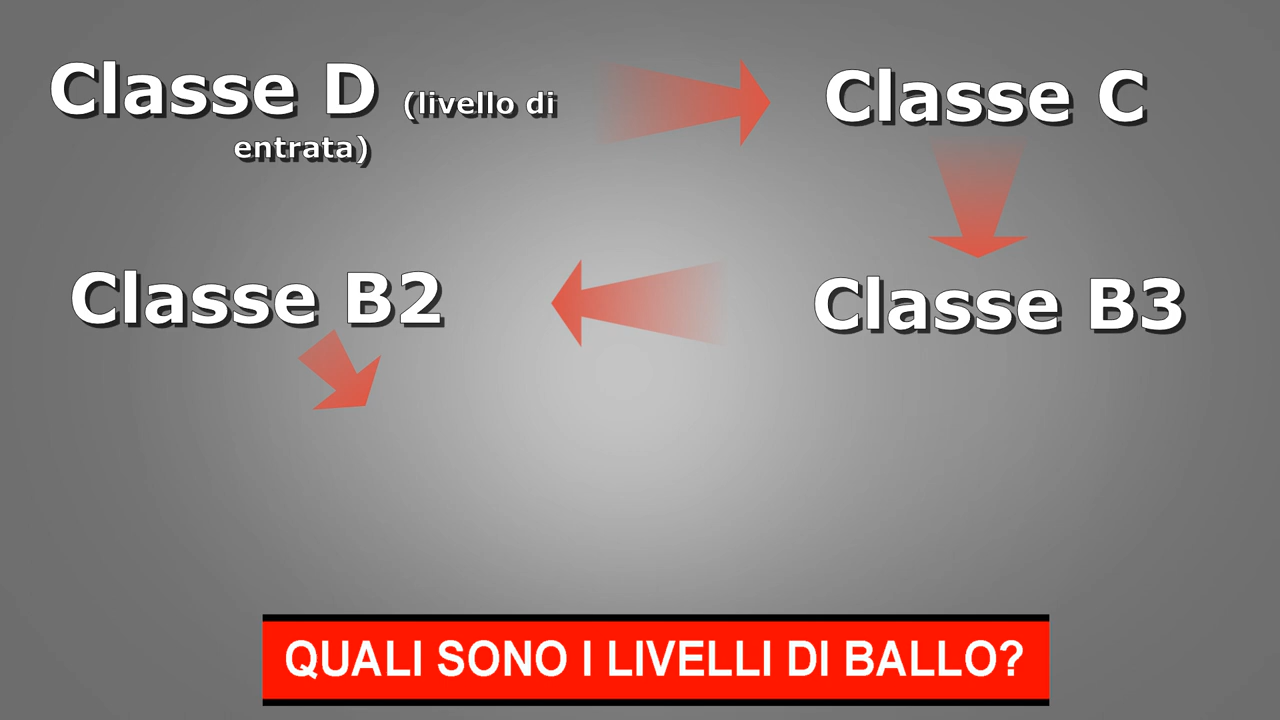 Classe D (livello di
entrata)
Classe C
Classe B2
Classe B3
QUALI SONO I LIVELLI DI BALLO?